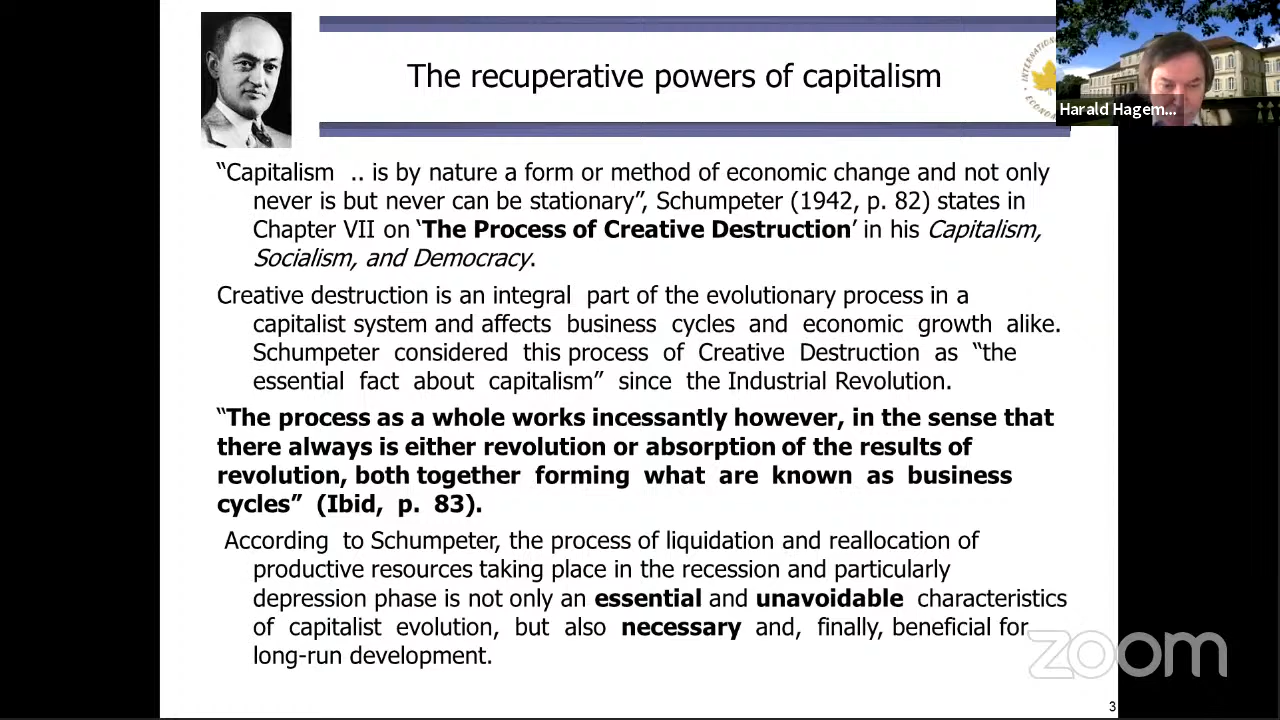 The recuperative powers of capitalism
INTERNATIONAL
ECONO
Harald Hagem...
“Capitalism .. is by nature a form or method of economic change and not only
never is but never can be stationary”, Schumpeter (1942, p. 82) states in
Chapter VII on ‘The Process of Creative Destruction’ in his Capitalism,
Socialism, and Democracy.
Creative destruction is an integral part of the evolutionary process in a
capitalist system and affects business cycles and economic growth alike.
Schumpeter considered this process of Creative Destruction as “the
essential fact about capitalism” since the Industrial Revolution.
“The process as a whole works incessantly however, in the sense that
there always is either revolution or absorption of the results of
revolution, both together forming what are known as business
cycles” (Ibid, p. 83).
According to Schumpeter, the process of liquidation and reallocation of
productive resources taking place in the recession and particularly
depression phase is not only an essential and unavoidable characteristics
of capitalist evolution, but also necessary and, finally, beneficial for
long-run development.
zoom
3